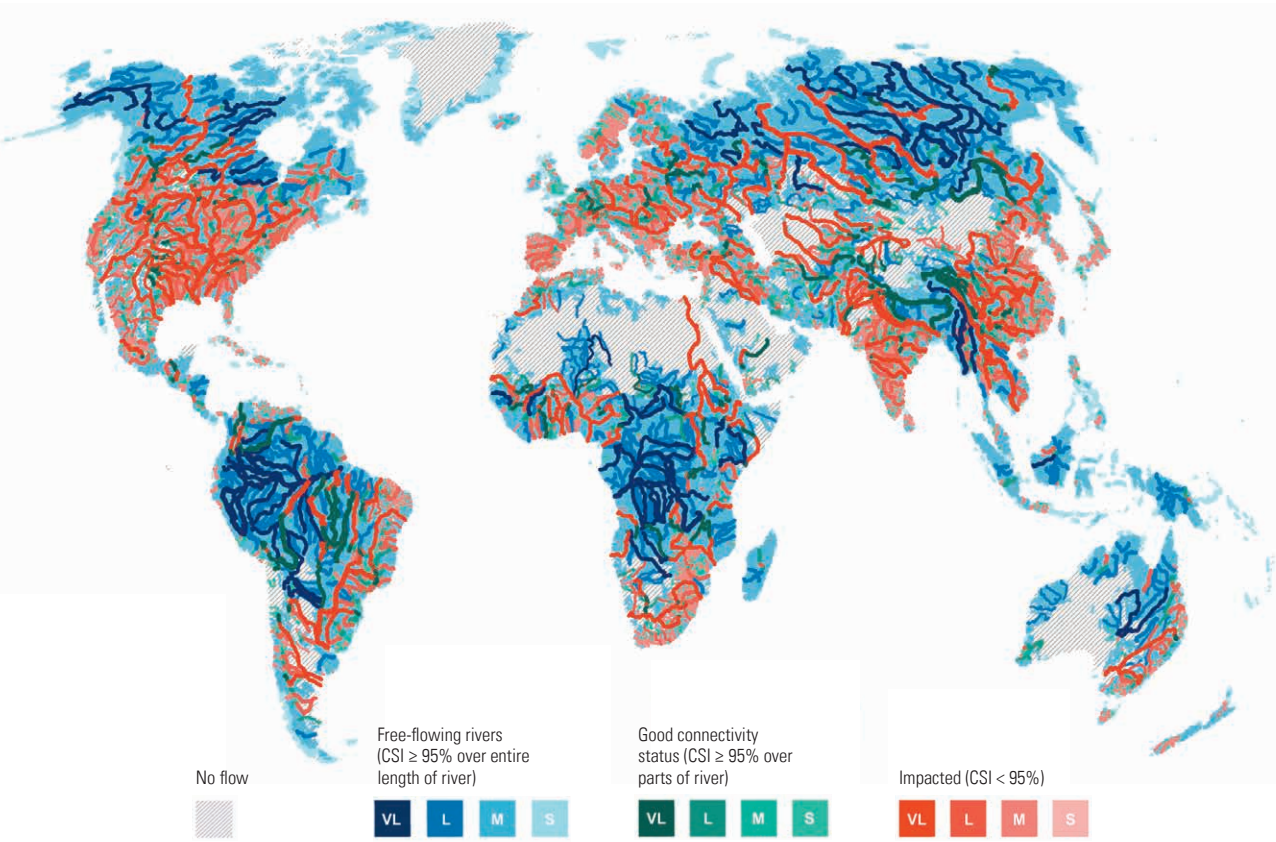 No flow
Free-flowing rivers
(CSI ≥ 95% over entire
length of river)
Good connectivity
status (CSI ≥ 95% over
parts of river)
Impacted (CSI < 95%)
VL L M S
VL L M S
VL L M S